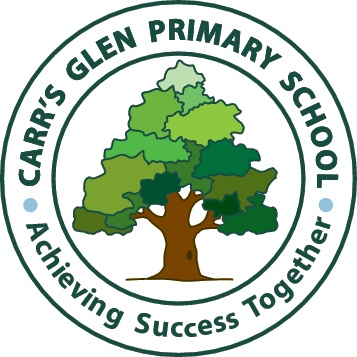 CARR'S GLEN PRIMARY SCHOOL
Achieving Success Together